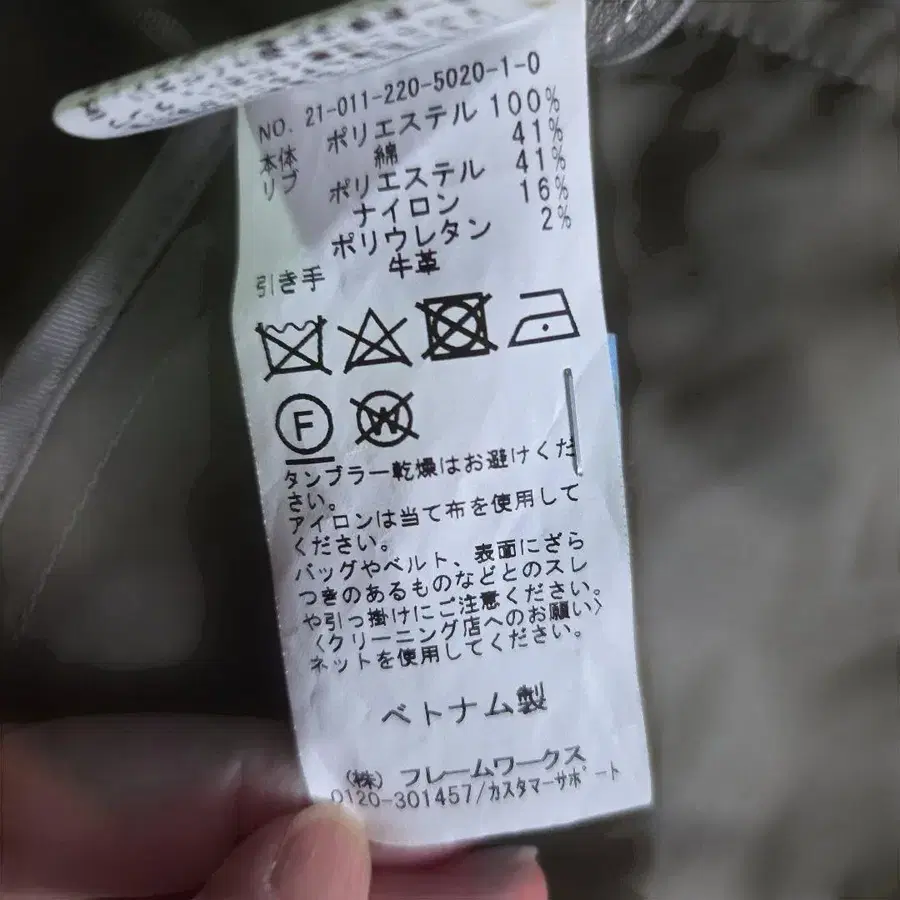 NO. 21-011-220-5020-1-0
本体 ポリエステル 100%
リブ 綿 41%
ポリエステル 41%
ナイロン 16%
ポリウレタン 2%
引き手 牛革
F
W
タンブラー乾燥はお避けくだ
さい。
アイロンは当て布を使用して
ください。
バッグやベルト、表面にざら
つきのあるものなどとのスレ
や引っ掛けにご注意ください。
〈クリーニング店へのお願い〉
ネットを使用してください。
ベトナム製
(株) フレームワークス
0120-301457/カスタマーサポート